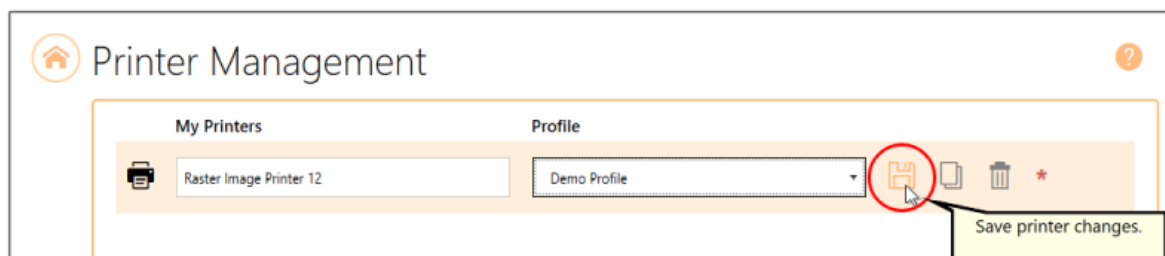 Printer Management
?
My Printers Profile
Raster Image Printer 12 Demo Profile *
Save printer changes.